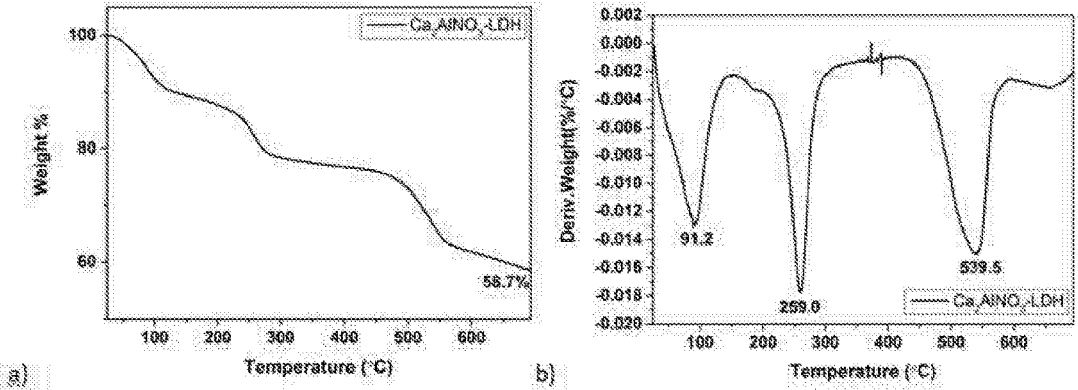 Ca₂AlNO₃-LDH
100
80
60
Weight %
58.7%
100 200 300 400 500 600
Temperature (°C)
a)
0.002
0.000
-0.002
-0.004
-0.006
-0.008
-0.010
-0.012
-0.014
-0.016
-0.018
-0.020
Deriv.Weight(%/°C)
91.2
259.0
539.5
Ca₂AlNO₃-LDH
100 200 300 400 500 600
Temperature (°C)
b)